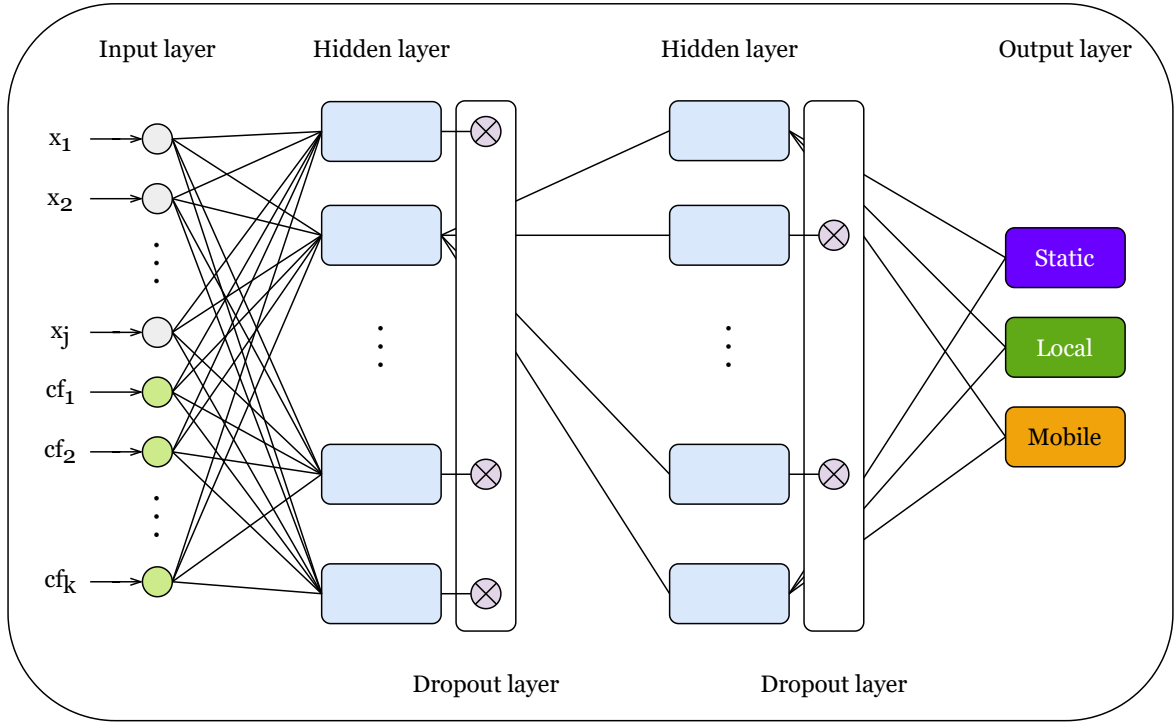 Input layer
Hidden layer
Hidden layer
Output layer
x1
x2
xj
cf1
cf2
cfk
Static
Local
Mobile
Dropout layer
Dropout layer